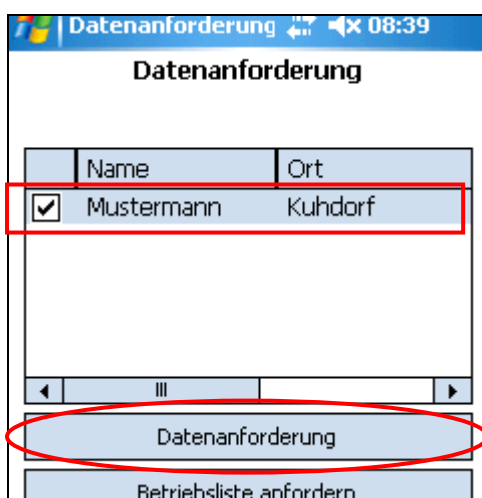 Datenanforderung 08:39
Datenanforderung
Name Ort
Mustermann Kuhdorf
Datenanforderung
Betriebsliste anfordern